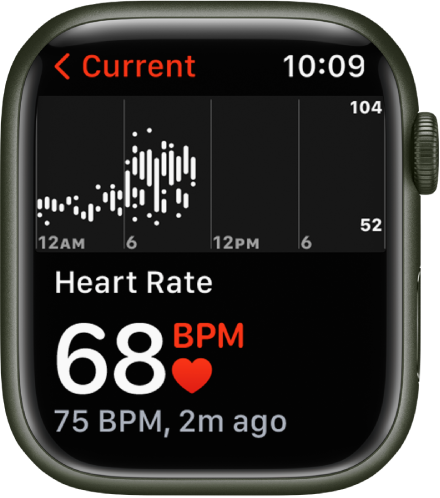 Current 10:09
104
52
12AM 6 12PM 6
Heart Rate
68 BPM
75 BPM, 2m ago